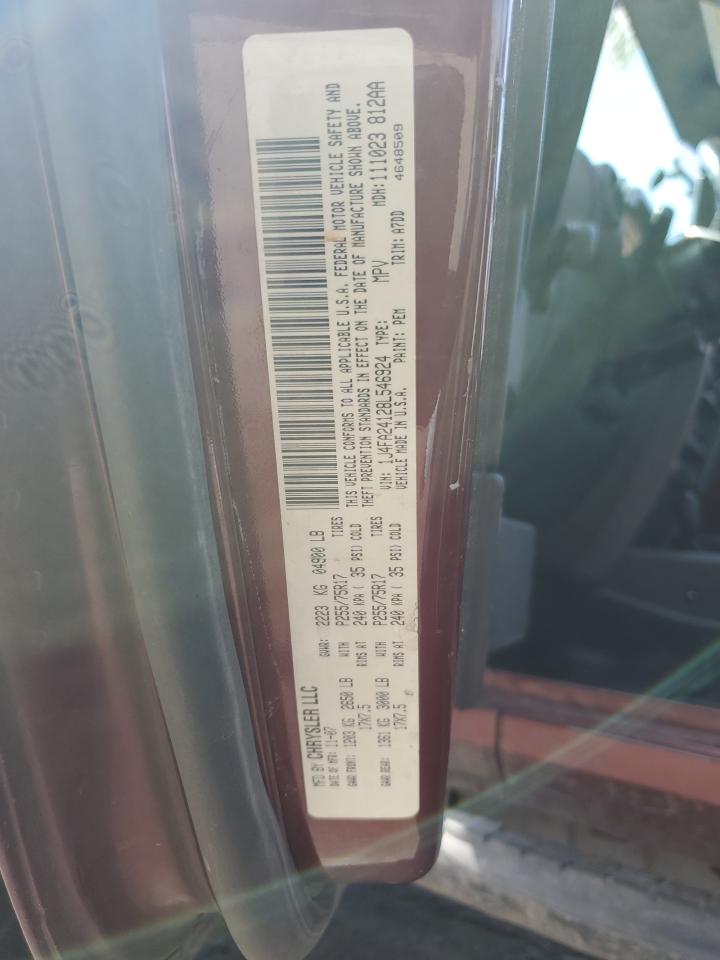 MFD BY CHRYSLER LLC
DATE OF MFR: 11-07 GVWR: 2223 KG 04900 LB
GAWR FRONT: 1203 KG 2650 LB WITH P255/75R17 TIRES
17X7.5 RIMS AT 240 KPA ( 35 PSI) COLD
GAWR REAR: 1361 KG 3000 LB WITH P255/75R17 TIRES
17X7.5 RIMS AT 240 KPA ( 35 PSI) COLD
THIS VEHICLE CONFORMS TO ALL APPLICABLE U.S.A. FEDERAL MOTOR VEHICLE SAFETY AND
THEFT PREVENTION STANDARDS IN EFFECT ON THE DATE OF MANUFACTURE SHOWN ABOVE.
VIN: 1J4FA24128L546924 TYPE: MPV MDH: 111023 812AA
VEHICLE MADE IN U.S.A. PAINT: PEM TRIM: A7DD 4648509